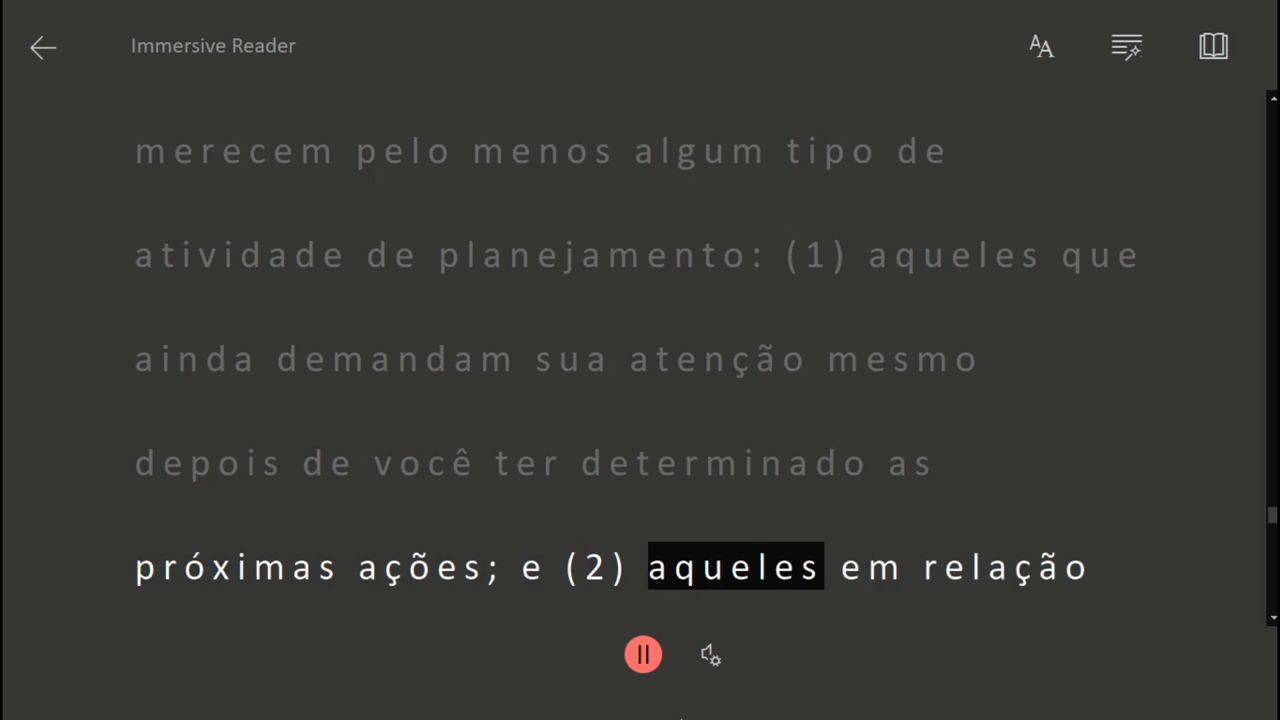 Immersive Reader
merecem pelo menos algum tipo de
atividade de planejamento: (1) aqueles que
ainda demandam sua atenção mesmo
depois de você ter determinado as
próximas ações; e (2) aqueles em relação